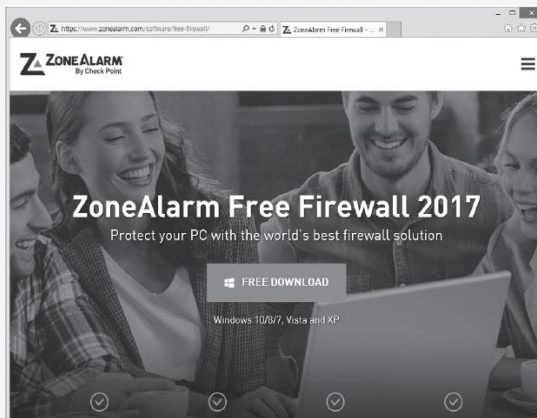 https://www.zonealarm.com/software/free-firewall/
ZoneAlarm Free Firewall - ...
ZONEALARM
By Check Point
ZoneAlarm Free Firewall 2017
Protect your PC with the world's best firewall solution
FREE DOWNLOAD
Windows 10/8/7, Vista and XP